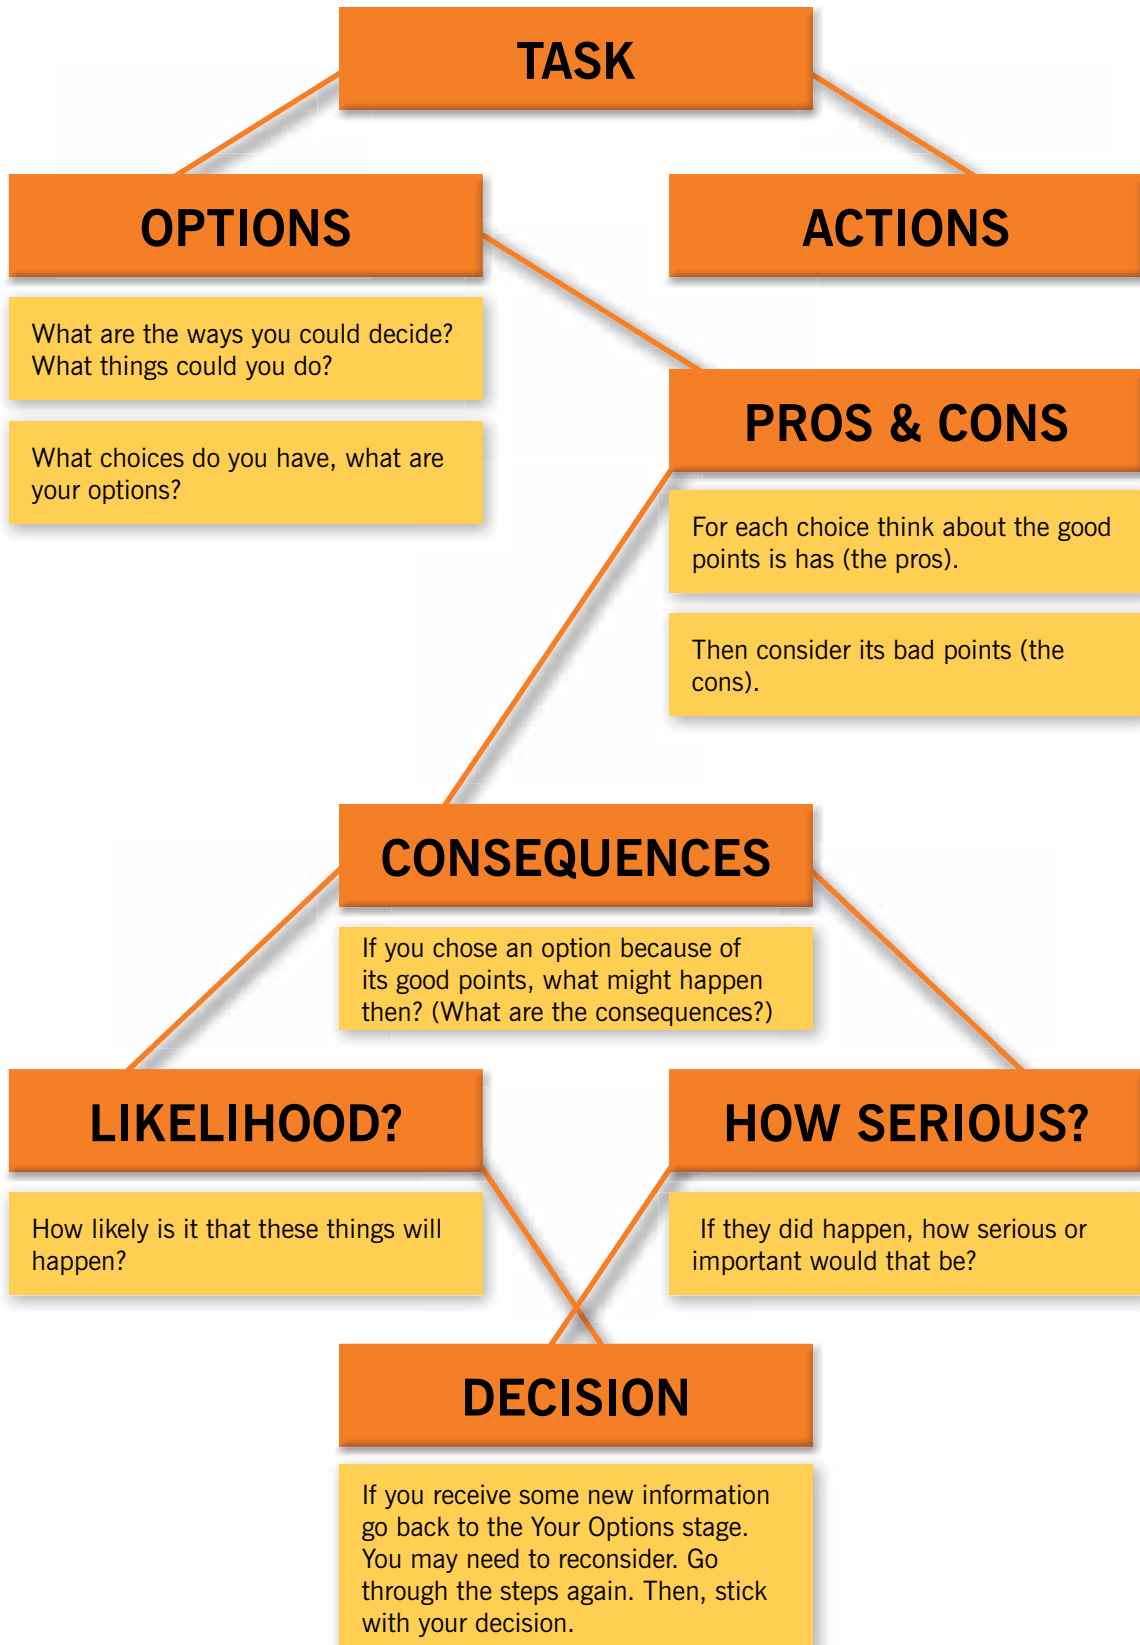 TASK
OPTIONS
ACTIONS
What are the ways you could decide?
What things could you do?
What choices do you have, what are
your options?
PROS & CONS
For each choice think about the good
points is has (the pros).
Then consider its bad points (the
cons).
CONSEQUENCES
If you chose an option because of
its good points, what might happen
then? (What are the consequences?)
LIKELIHOOD?
HOW SERIOUS?
How likely is it that these things will
happen?
If they did happen, how serious or
important would that be?
DECISION
If you receive some new information
go back to the Your Options stage.
You may need to reconsider. Go
through the steps again. Then, stick
with your decision.